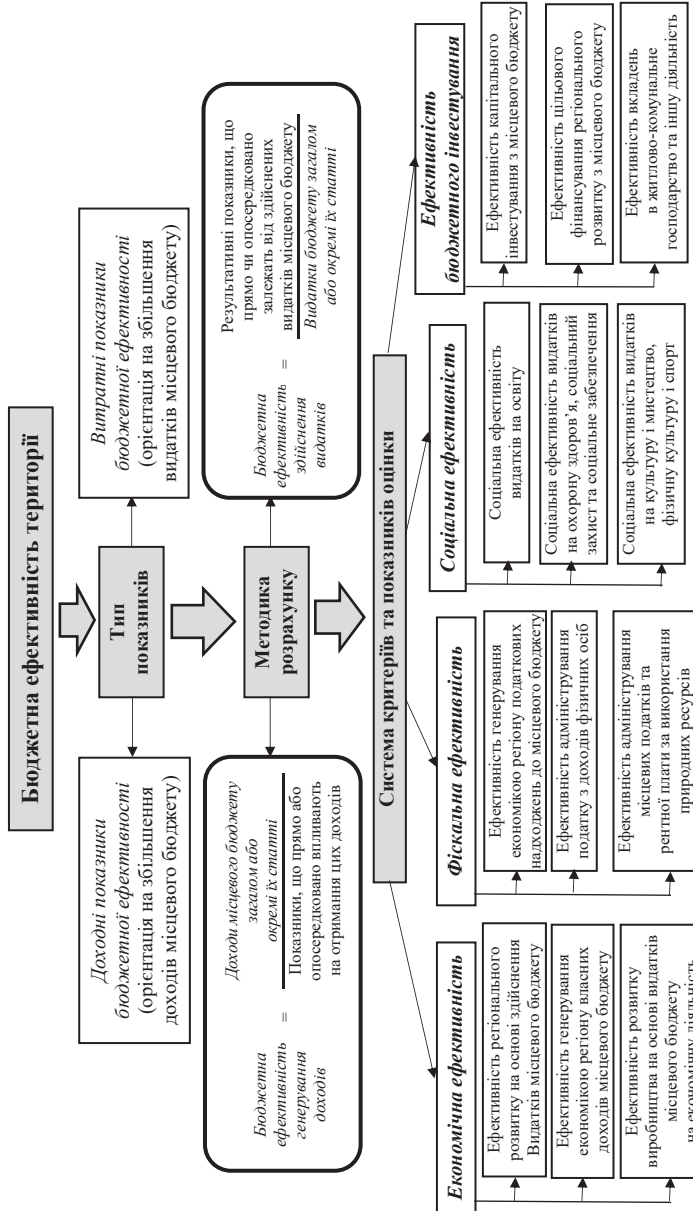 Бюджетна ефективність території
Доходні показники
бюджетної ефективності
(орієнтація на збільшення
доходів місцевого бюджету)
Тип
показників
Витратні показники
бюджетної ефективності
(орієнтація на збільшення
видатків місцевого бюджету)
Бюджетна
ефективність
генерування
доходів
=
Доходи місцевого бюджету
загалом або
окремі їх статті
Показники, що прямо або
опосередковано впливають
на отримання цих доходів
Методика
розрахунку
Бюджетна
ефективність
здійснення
видатків
=
Результативні показники, що
прямо чи опосередковано
залежать від здійснених
видатків місцевого бюджету
Видатки бюджету загалом
або окремі їх статті
Система критеріїв та показників оцінки
Економічна ефективність
Ефективність регіонального
розвитку на основі здійснення
Видатків місцевого бюджету
Ефективність генерування
економікою регіону власних
доходів місцевого бюджету
Ефективність розвитку
виробництва на основі видатків
місцевого бюджету
на економічну діяльність
Фіскальна ефективність
Ефективність генерування
економікою регіону податкових
надходжень до місцевого бюджету
Ефективність адміністрування
податку з доходів фізичних осіб
Ефективність адміністрування
місцевих податків та
рентної плати за використання
природних ресурсів
Соціальна ефективність
Соціальна ефективність
видатків на освіту
Соціальна ефективність видатків
на охорону здоров’я, соціальний
захист та соціальне забезпечення
Соціальна ефективність видатків
на культуру і мистецтво,
фізичну культуру і спорт
Ефективність
бюджетного інвестування
Ефективність капітального
інвестування з місцевого бюджету
Ефективність цільового
фінансування регіонального
розвитку з місцевого бюджету
Ефективність вкладень
в житлово-комунальне
господарство та іншу діяльність